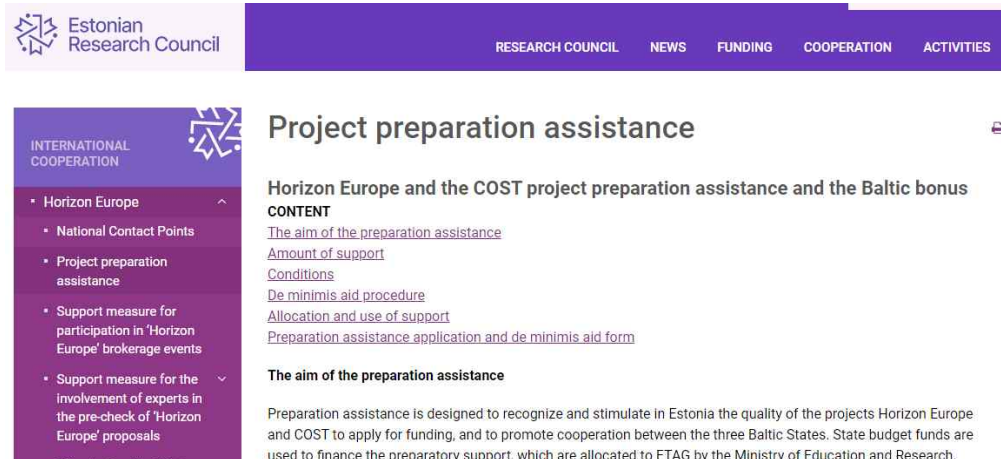 Estonian
Research Council
RESEARCH COUNCIL NEWS FUNDING COOPERATION ACTIVITIES
INTERNATIONAL
COOPERATION
Horizon Europe
National Contact Points
Project preparation
assistance
Support measure for
participation in ‘Horizon
Europe’ brokerage events
Support measure for the
involvement of experts in
the pre-check of ‘Horizon
Europe’ proposals
Project preparation assistance
Horizon Europe and the COST project preparation assistance and the Baltic bonus
CONTENT
The aim of the preparation assistance
Amount of support
Conditions
De minimis aid procedure
Allocation and use of support
Preparation assistance application and de minimis aid form
The aim of the preparation assistance
Preparation assistance is designed to recognize and stimulate in Estonia the quality of the projects Horizon Europe
and COST to apply for funding, and to promote cooperation between the three Baltic States. State budget funds are
used to finance the preparatory support, which are allocated to ETAG by the Ministry of Education and Research.